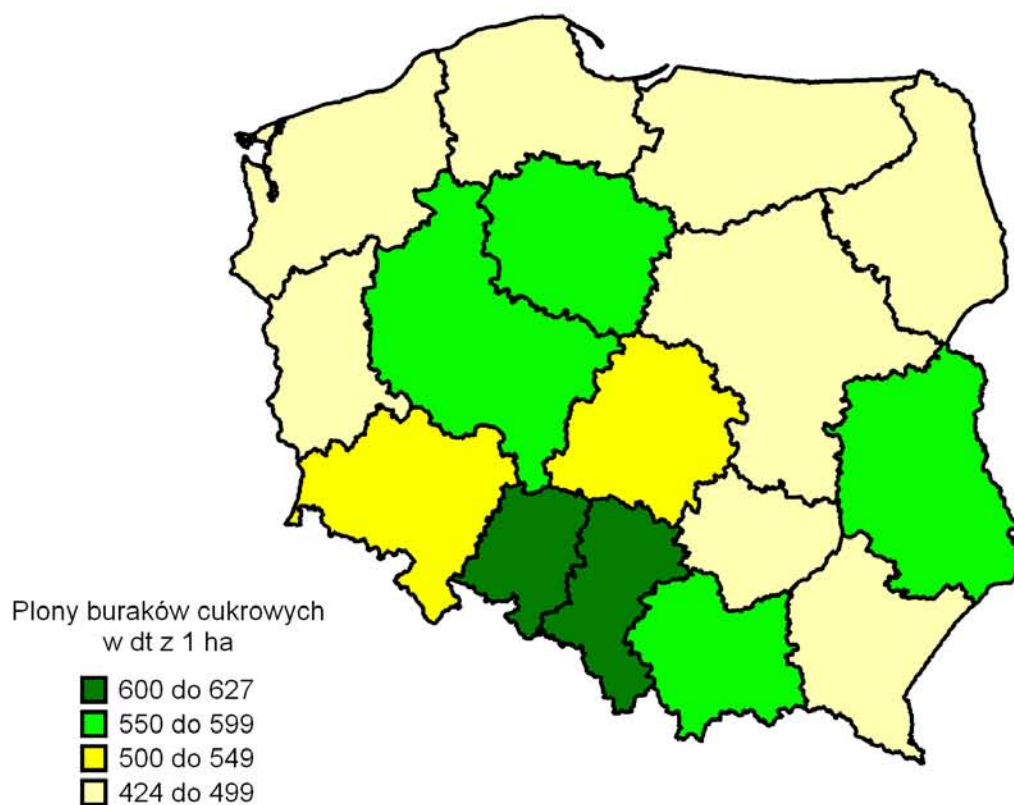 Plony buraków cukrowych
w dt z 1 ha
600 do 627
550 do 599
500 do 549
424 do 499